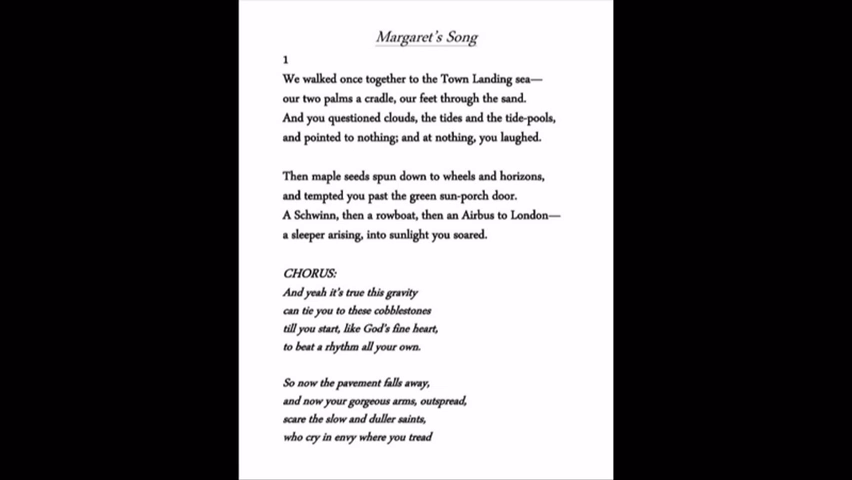 Margaret's Song
1
We walked once together to the Town Landing sea—
our two palms a cradle, our feet through the sand.
And you questioned clouds, the tides and the tide-pools,
and pointed to nothing; and at nothing, you laughed.
Then maple seeds spun down to wheels and horizons,
and tempted you past the green sun-porch door.
A Schwinn, then a rowboat, then an Airbus to London—
a sleeper arising, into sunlight you soared.
CHORUS:
And yeah it's true this gravity
can tie you to these cobblestones
till you start, like God's fine heart,
to beat a rhythm all your own.
So now the pavement falls away,
and now your gorgeous arms, outspread,
scare the slow and duller saints,
who cry in envy where you tread